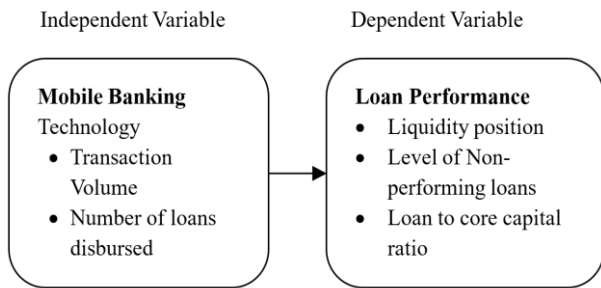 Independent Variable
Dependent Variable
Mobile Banking
Technology
• Transaction
Volume
• Number of loans
disbursed
Loan Performance
• Liquidity position
• Level of Non-
performing loans
• Loan to core capital
ratio